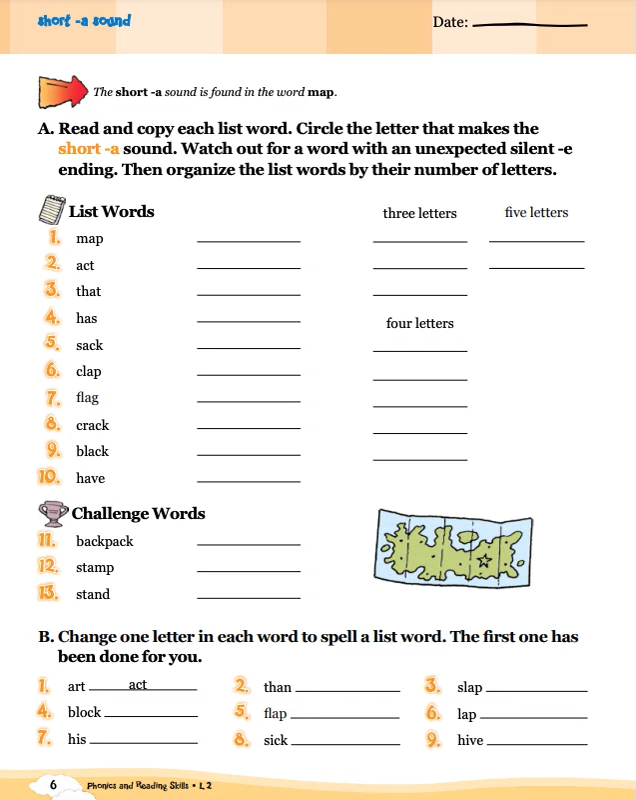 short -a sound
Date:
The short -a sound is found in the word map.
A. Read and copy each list word. Circle the letter that makes the
short -a sound. Watch out for a word with an unexpected silent -e
ending. Then organize the list words by their number of letters.
List Words
1. map
2. act
3. that
4. has
5. sack
6. clap
7. flag
8. crack
9. black
10. have
three letters
five letters
four letters
Challenge Words
11. backpack
12. stamp
13. stand
B. Change one letter in each word to spell a list word. The first one has
been done for you.
1. art act 2. than 3. slap
4. block 5. flap 6. lap
7. his 8. sick 9. hive
6 Phonics and Reading Skills • L 2